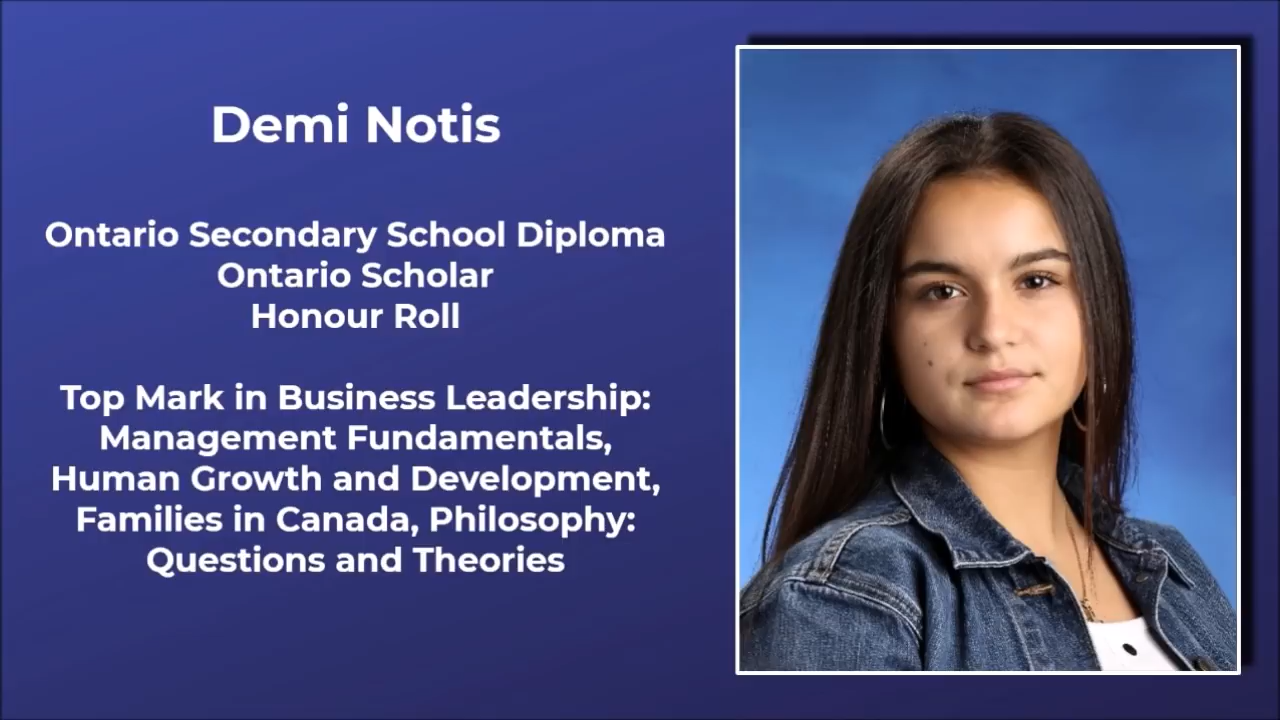 Demi Notis
Ontario Secondary School Diploma
Ontario Scholar
Honour Roll
Top Mark in Business Leadership:
Management Fundamentals,
Human Growth and Development,
Families in Canada, Philosophy:
Questions and Theories